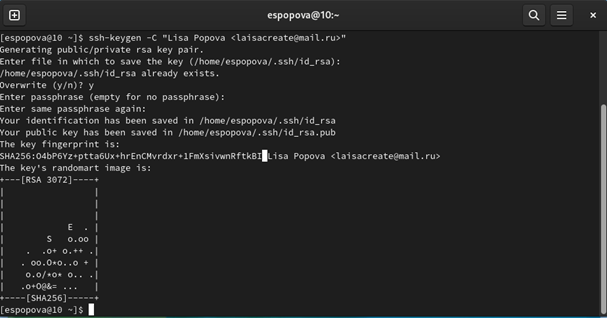 espopova@10:~
[espopova@10 ~]$ ssh-keygen -C "Lisa Popova <laisacreate@mail.ru>"
Generating public/private rsa key pair.
Enter file in which to save the key (/home/espopova/.ssh/id_rsa):
/home/espopova/.ssh/id_rsa already exists.
Overwrite (y/n)? y
Enter passphrase (empty for no passphrase):
Enter same passphrase again:
Your identification has been saved in /home/espopova/.ssh/id_rsa
Your public key has been saved in /home/espopova/.ssh/id_rsa.pub
The key fingerprint is:
SHA256:O4bP6Yz+ptta6Ux+hrEnCMvrdxr+1FmXsivwnRftkBI Lisa Popova <laisacreate@mail.ru>
The key's randomart image is:
+---[RSA 3072]----+
|                 |
|                 |
|                 |
|            E  . |
|        S   o.oo |
|    .  .o+ o.++ .|
|   . oo.O*o..o + |
|    o.o/*o* o.. .|
|   .o+O@&= ...   |
+----[SHA256]-----+
[espopova@10 ~]$